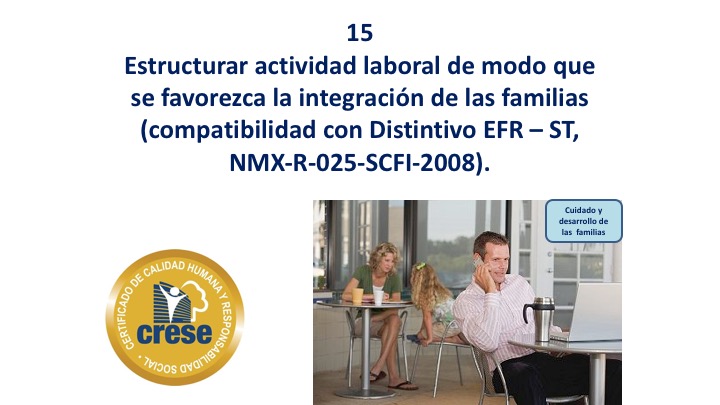 15
Estructurar actividad laboral de modo que
se favorezca la integración de las familias
(compatibilidad con Distintivo EFR – ST,
NMX-R-025-SCFI-2008).
Cuidado y
desarrollo de
las familias
CERTIFICADO DE CALIDAD HUMANA Y RESPONSABILIDAD SOCIAL •
crese